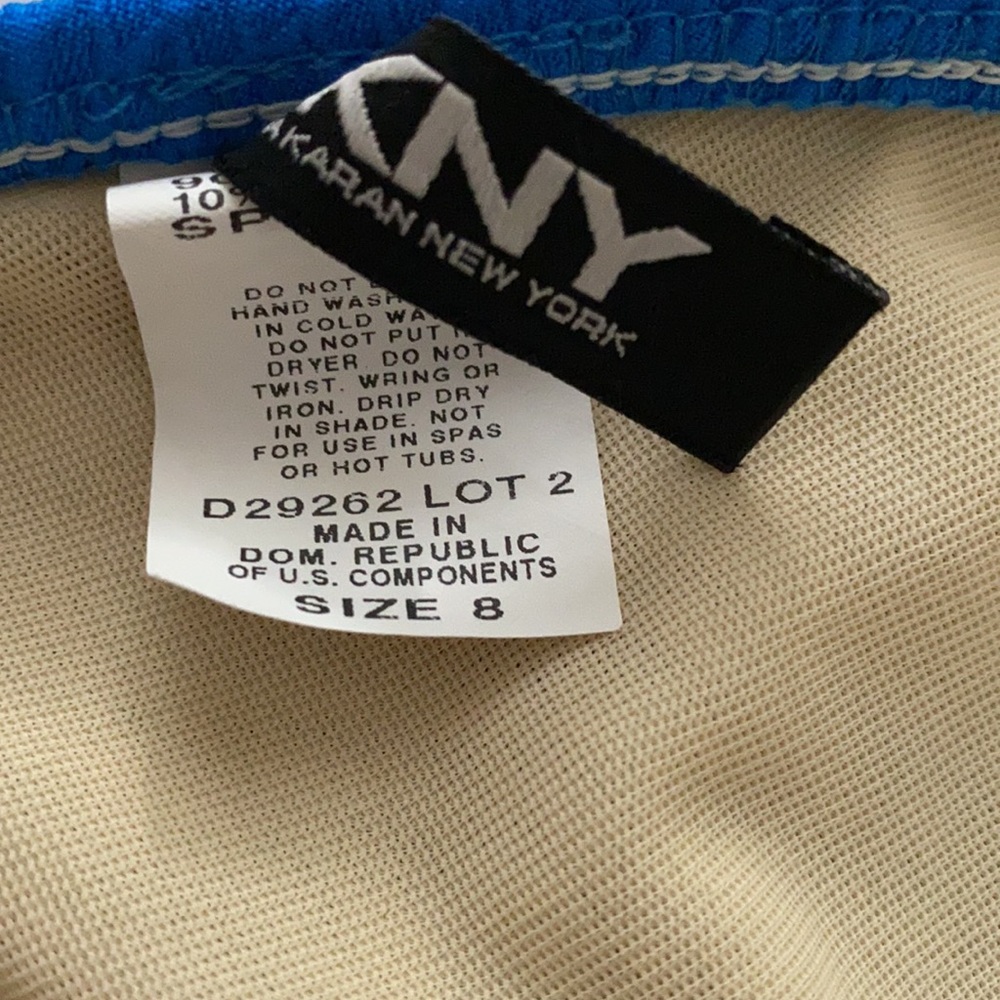 KNY
KARAN NEW YORK
10%
SP
DO NOT
HAND WASH
IN COLD WA
DO NOT PUT
DRYER. DO NOT
TWIST. WRING OR
IRON. DRIP DRY
IN SHADE. NOT
FOR USE IN SPAS
OR HOT TUBS.
D29262 LOT 2
MADE IN
DOM. REPUBLIC
OF U.S. COMPONENTS
SIZE 8